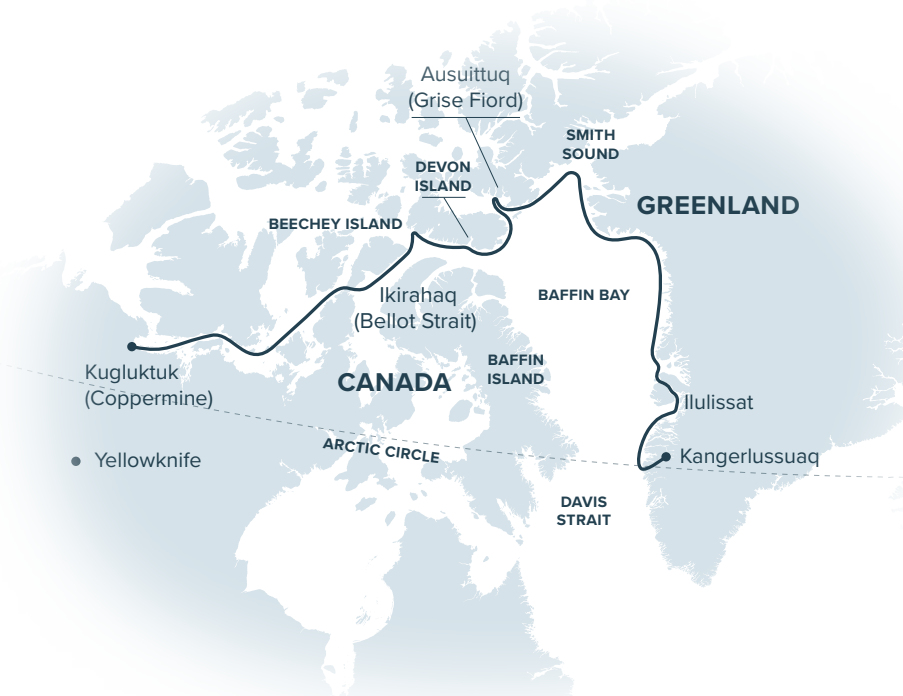 Ausuittuq
(Grise Fiord)
SMITH
SOUND
DEVON
ISLAND
GREENLAND
BEECHEY ISLAND
Ikirahaq
(Bellot Strait)
BAFFIN BAY
Kugluktuk
(Coppermine)
CANADA
BAFFIN
ISLAND
Ilulissat
ARCTIC CIRCLE
Yellowknife
Kangerlussuaq
DAVIS
STRAIT